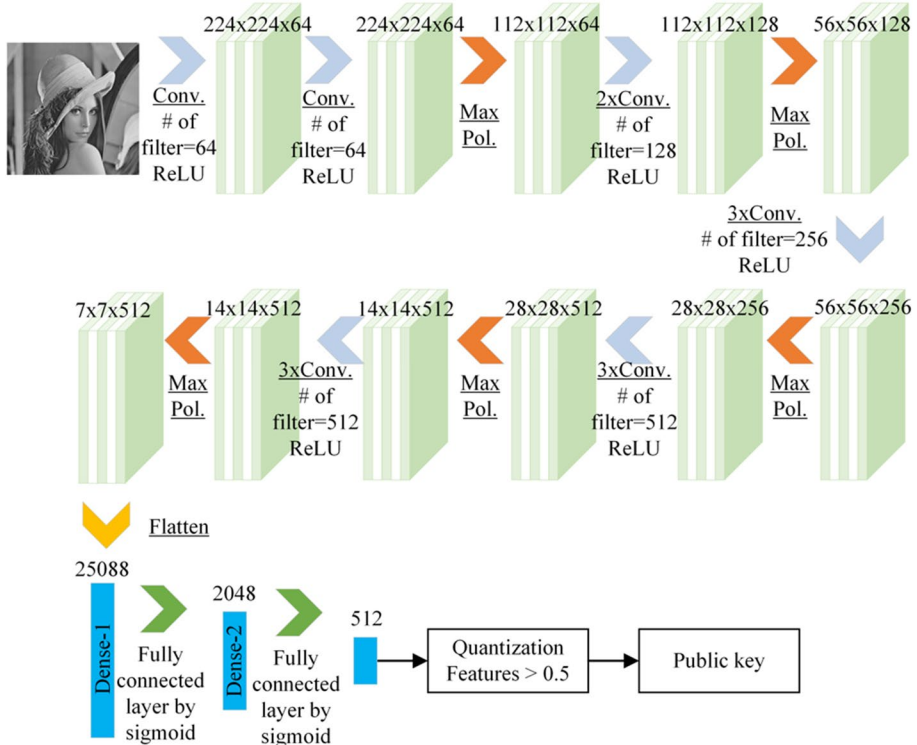 224x224x64
224x224x64
112x112x64
112x112x128
56x56x128
Conv.
# of
filter=64
ReLU
Conv.
# of
filter=64
ReLU
Max
Pol.
2xConv.
# of
filter=128
ReLU
Max
Pol.
3xConv.
# of filter=256
ReLU
7x7x512
14x14x512
14x14x512
28x28x512
28x28x256
56x56x256
Max
Pol.
3xConv.
# of
filter=512
ReLU
Max
Pol.
3xConv.
# of
filter=512
ReLU
Max
Pol.
Flatten
25088
Dense-1
Fully
connected
layer by
sigmoid
2048
Dense-2
Fully
connected
layer by
sigmoid
512
Quantization
Features > 0.5
Public key